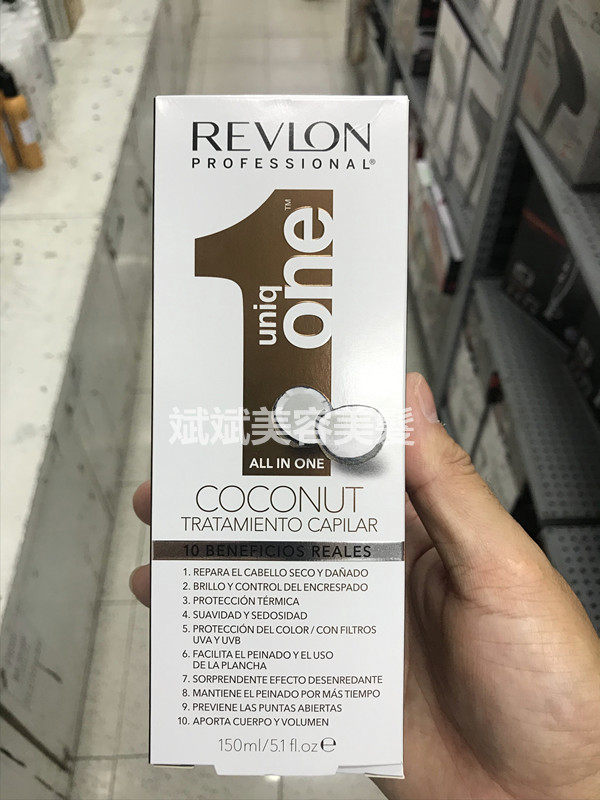 REVLON
PROFESSIONAL®
uniq
one™
斌斌美容美髪
ALL IN ONE
COCONUT
TRATAMIENTO CAPILAR
10 BENEFICIOS REALES
1. REPARA EL CABELLO SECO Y DAÑADO
2. BRILLO Y CONTROL DEL ENCRESPADO
3. PROTECCIÓN TÉRMICA
4. SUAVIDAD Y SEDOSIDAD
5. PROTECCIÓN DEL COLOR / CON FILTROS
UVA Y UVB
6. FACILITA EL PEINADO Y EL USO
DE LA PLANCHA
7. SORPRENDENTE EFECTO DESENREDANTE
8. MANTIENE EL PEINADO POR MÁS TIEMPO
9. PREVIENE LAS PUNTAS ABIERTAS
10. APORTA CUERPO Y VOLUMEN
150ml/5.1 fl.oz℮